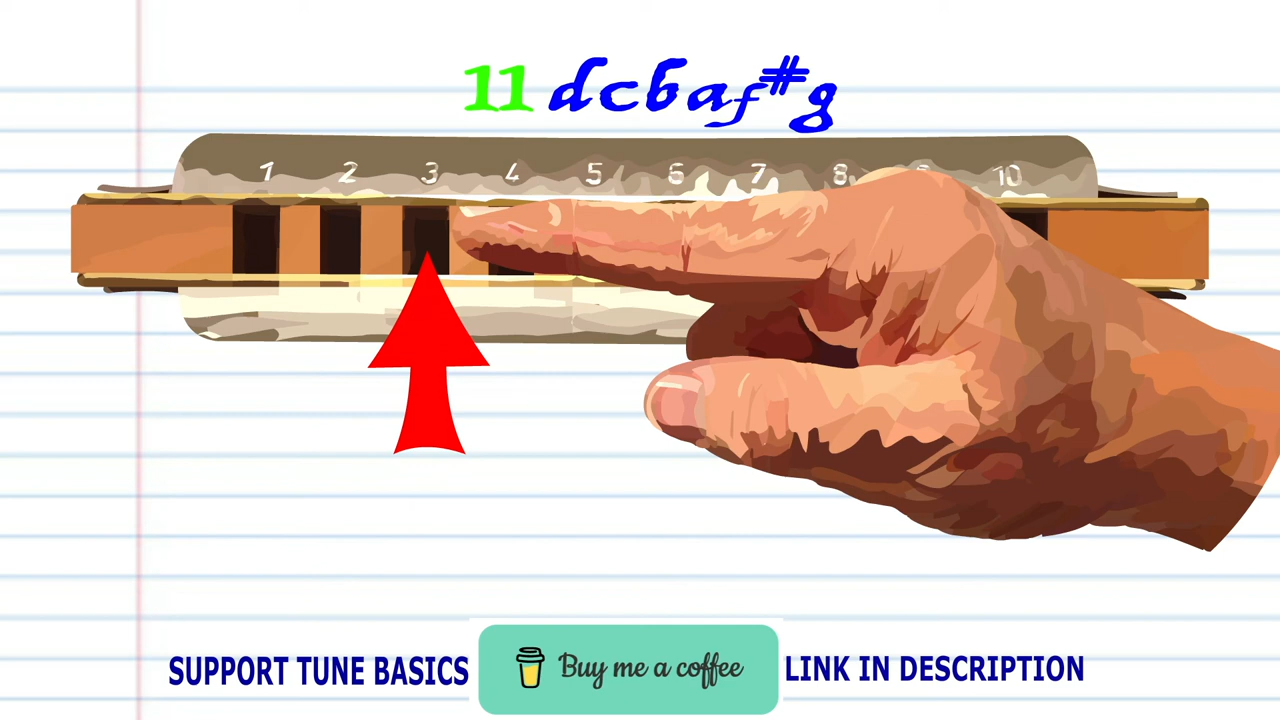 11 dcbaf#g
1 2 3 4 5 6 7 8 10
SUPPORT TUNE BASICS Buy me a coffee LINK IN DESCRIPTION